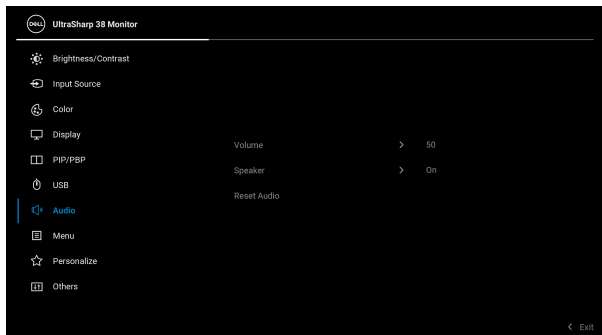 DELL UltraSharp 38 Monitor
Brightness/Contrast
Input Source
Color
Display
PIP/PBP
USB
Audio
Menu
Personalize
Others
Volume > 50
Speaker > On
Reset Audio
< Exit